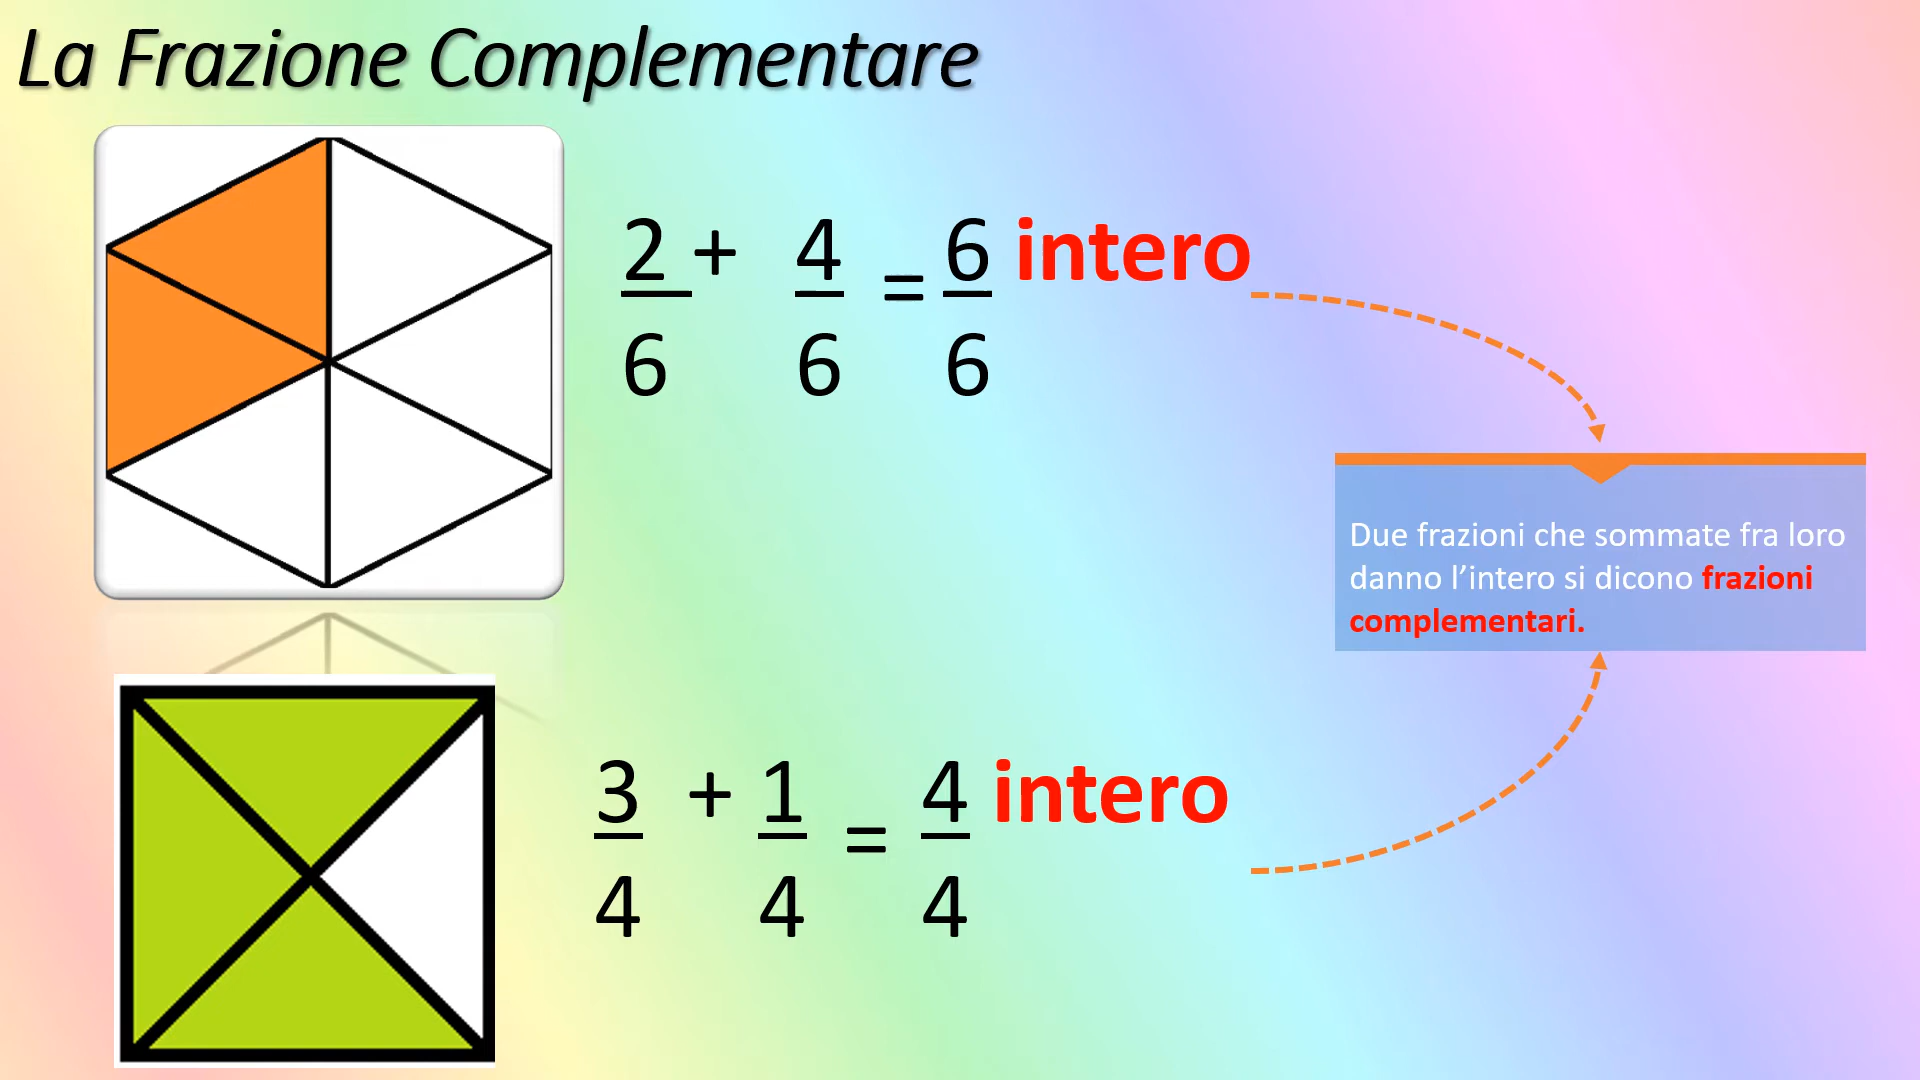 La Frazione Complementare
2 + 4 = 6 intero
6 6 6
Due frazioni che sommate fra loro
danno l’intero si dicono frazioni
complementari.
3 + 1 = 4 intero
4 4 4